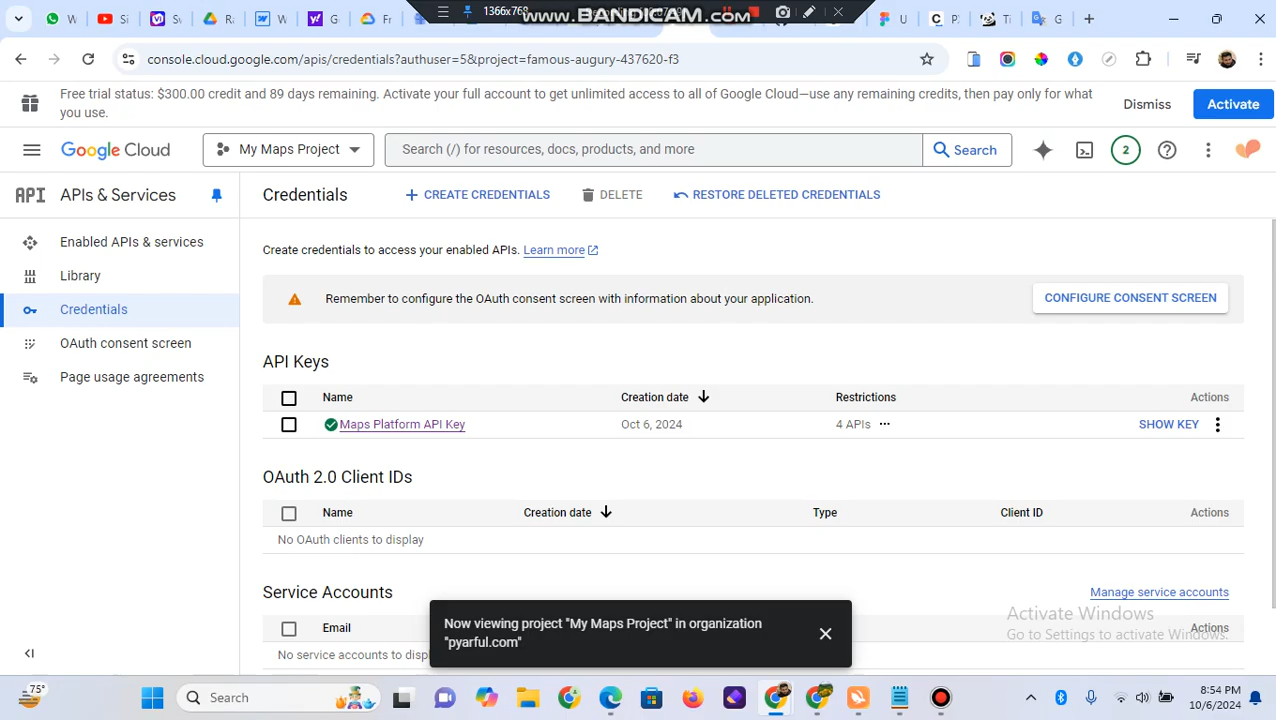 Si
Ri
W
G
Fr
1366x768
www.BANDICAM.com
U
P
Ti
G
console.cloud.google.com/apis/credentials?authuser=5&project=famous-augury-437620-f3
Free trial status: $300.00 credit and 89 days remaining. Activate your full account to get unlimited access to all of Google Cloud—use any remaining credits, then pay only for what
you use.
Dismiss
Activate
Google Cloud
My Maps Project
Search (/) for resources, docs, products, and more
Search
2
API
APIs & Services
Credentials
+ CREATE CREDENTIALS
DELETE
RESTORE DELETED CREDENTIALS
Enabled APIs & services
Library
Credentials
OAuth consent screen
Page usage agreements
Create credentials to access your enabled APIs. Learn more
Remember to configure the OAuth consent screen with information about your application.
CONFIGURE CONSENT SCREEN
API Keys
Name
Creation date
Restrictions
Actions
Maps Platform API Key
Oct 6, 2024
4 APIs
SHOW KEY
OAuth 2.0 Client IDs
Name
Creation date
Type
Client ID
Actions
No OAuth clients to display
Service Accounts
Manage service accounts
Email
Actions
No service accounts to displ
Now viewing project "My Maps Project" in organization
"pyarful.com"
Activate Windows
Go to Settings to activate Windows.
75°
Search
8:54 PM
10/6/2024